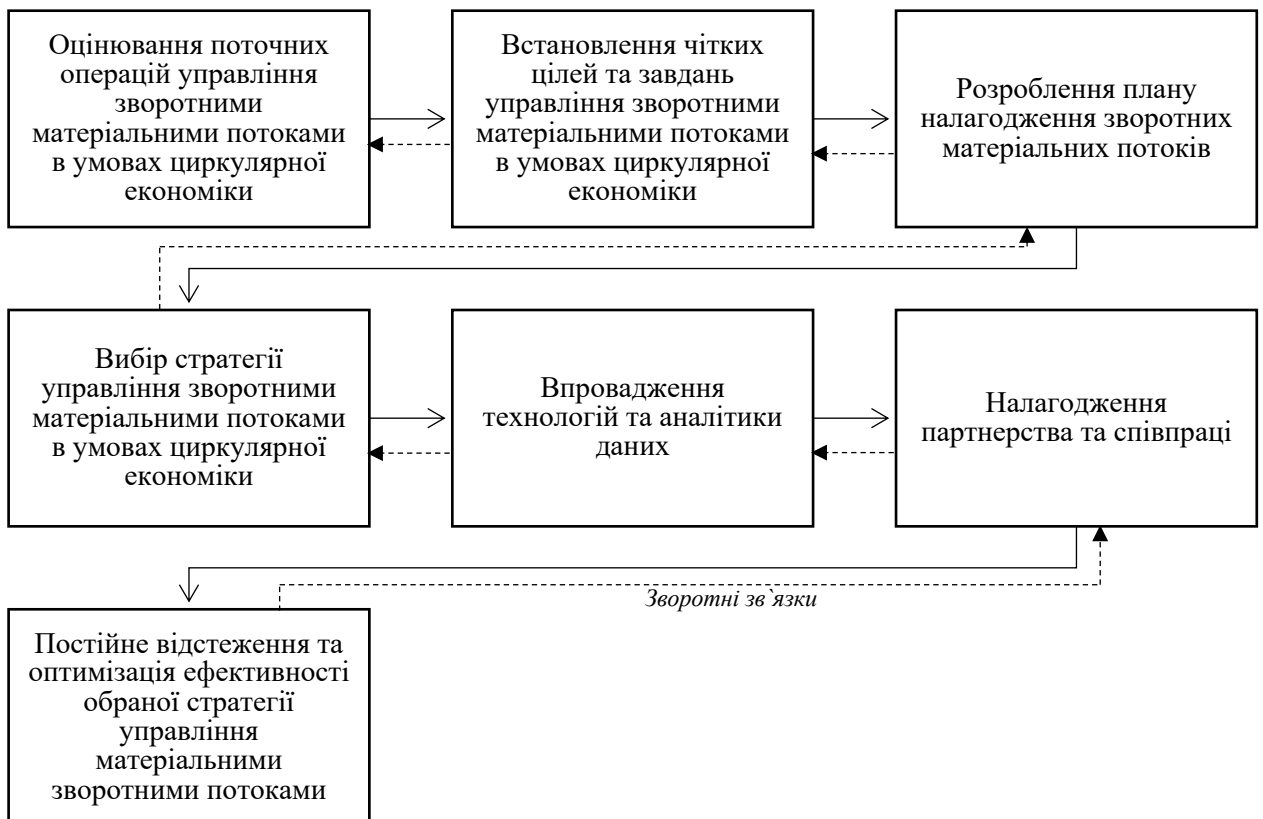 Оцінювання поточних
операцій управління
зворотними
матеріальними потоками
в умовах циркулярної
економіки
Встановлення чітких
цілей та завдань
управління зворотними
матеріальними потоками
в умовах циркулярної
економіки
Розроблення плану
налагодження зворотних
матеріальних потоків
Вибір стратегії
управління зворотними
матеріальними потоками
в умовах циркулярної
економіки
Впровадження
технологій та аналітики
даних
Налагодження
партнерства та співпраці
Зворотні зв`язки
Постійне відстеження та
оптимізація ефективності
обраної стратегії
управління
матеріальними
зворотними потоками